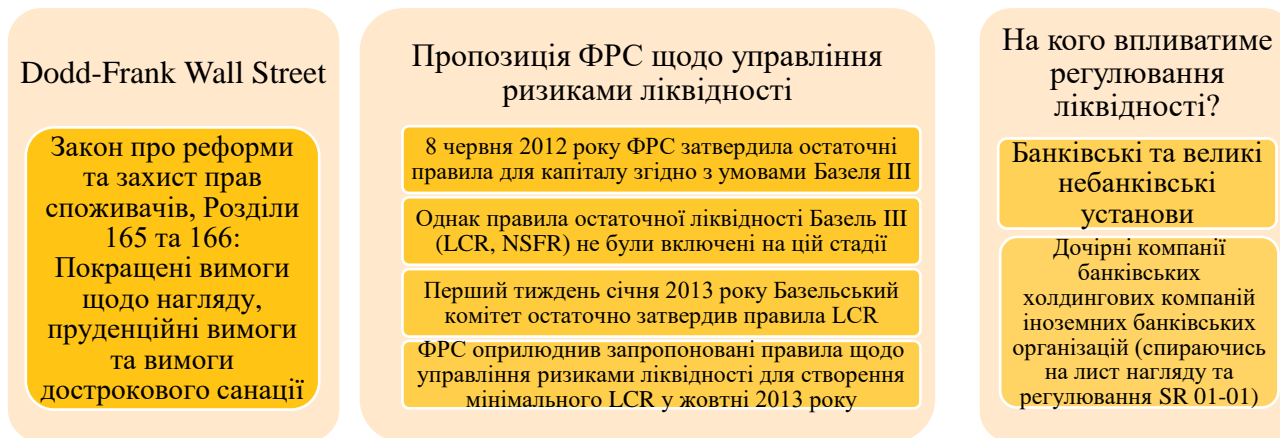 Dodd-Frank Wall Street
Закон про реформи
та захист прав
споживачів, Розділи
165 та 166:
Покращені вимоги
щодо нагляду,
пруденційні вимоги
та вимоги
дострокового санації
Пропозиція ФРС щодо управління
ризиками ліквідності
8 червня 2012 року ФРС затвердила остаточні
правила для капіталу згідно з умовами Базеля III
Однак правила остаточної ліквідності Базель III
(LCR, NSFR) не були включені на цій стадії
Перший тиждень січня 2013 року Базельський
комітет остаточно затвердив правила LCR
ФРС оприлюднив запропоновані правила щодо
управління ризиками ліквідності для створення
мінімального LCR у жовтні 2013 року
На кого впливатиме
регулювання
ліквідності?
Банківські та великі
небанківські
установи
Дочірні компанії
банківських
холдингових компаній
іноземних банківських
організацій (спираючись
на лист нагляду та
регулювання SR 01-01)